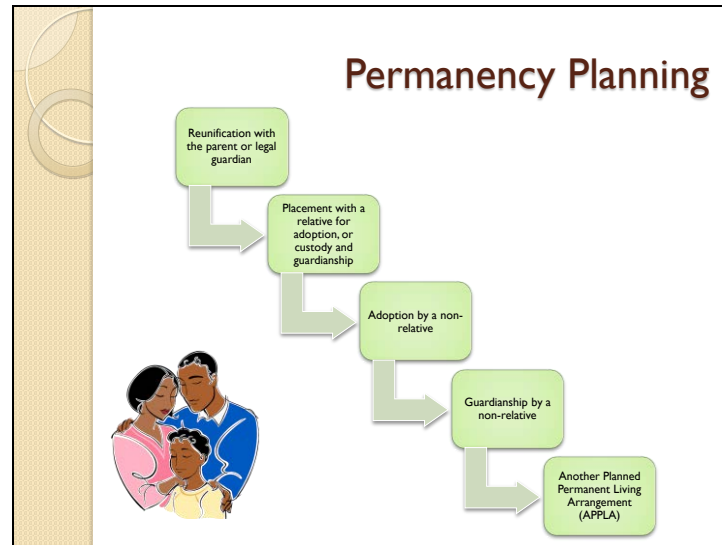 Permanency Planning
Reunification with
the parent or legal
guardian
Placement with a
relative for
adoption, or
custody and
guardianship
Adoption by a non-
relative
Guardianship by a
non-relative
Another Planned
Permanent Living
Arrangement
(APPLA)